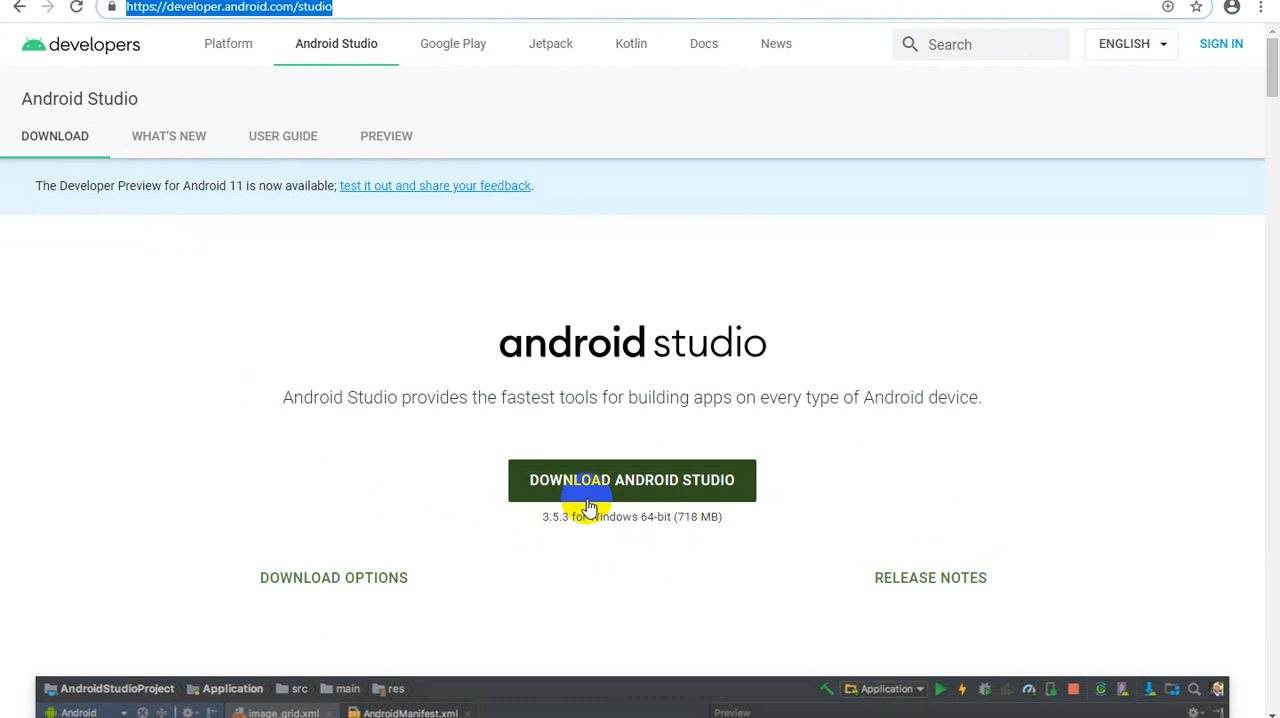 https://developer.android.com/studio
developers
Platform
Android Studio
Google Play
Jetpack
Kotlin
Docs
News
Search
ENGLISH
SIGN IN
Android Studio
DOWNLOAD
WHAT'S NEW
USER GUIDE
PREVIEW
The Developer Preview for Android 11 is now available; test it out and share your feedback.
android studio
Android Studio provides the fastest tools for building apps on every type of Android device.
DOWNLOAD ANDROID STUDIO
3.5.3 for Windows 64-bit (718 MB)
DOWNLOAD OPTIONS
RELEASE NOTES
AndroidStudioProject Application src main res
Application
Android
image_grid.xml
AndroidManifest.xml
Preview